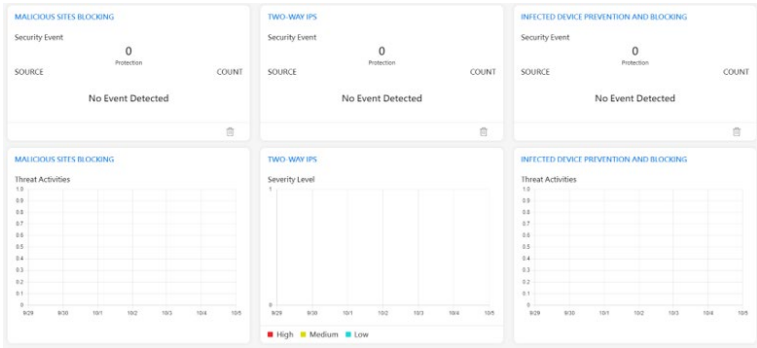 MALICIOUS SITES BLOCKING
Security Event
0
Protection
SOURCE COUNT
No Event Detected
TWO-WAY IPS
Security Event
0
Protection
SOURCE COUNT
No Event Detected
INFECTED DEVICE PREVENTION AND BLOCKING
Security Event
0
Protection
SOURCE COUNT
No Event Detected
MALICIOUS SITES BLOCKING
Threat Activities
1.0
0.9
0.8
0.7
0.6
0.5
0.4
0.3
0.2
0.1
0
9/29 9/30 10/1 10/2 10/3 10/4 10/5
TWO-WAY IPS
Severity Level
1
0
9/29 9/30 10/1 10/2 10/3 10/4 10/5
High Medium Low
INFECTED DEVICE PREVENTION AND BLOCKING
Threat Activities
1.0
0.9
0.8
0.7
0.6
0.5
0.4
0.3
0.2
0.1
0
9/29 9/30 10/1 10/2 10/3 10/4 10/5